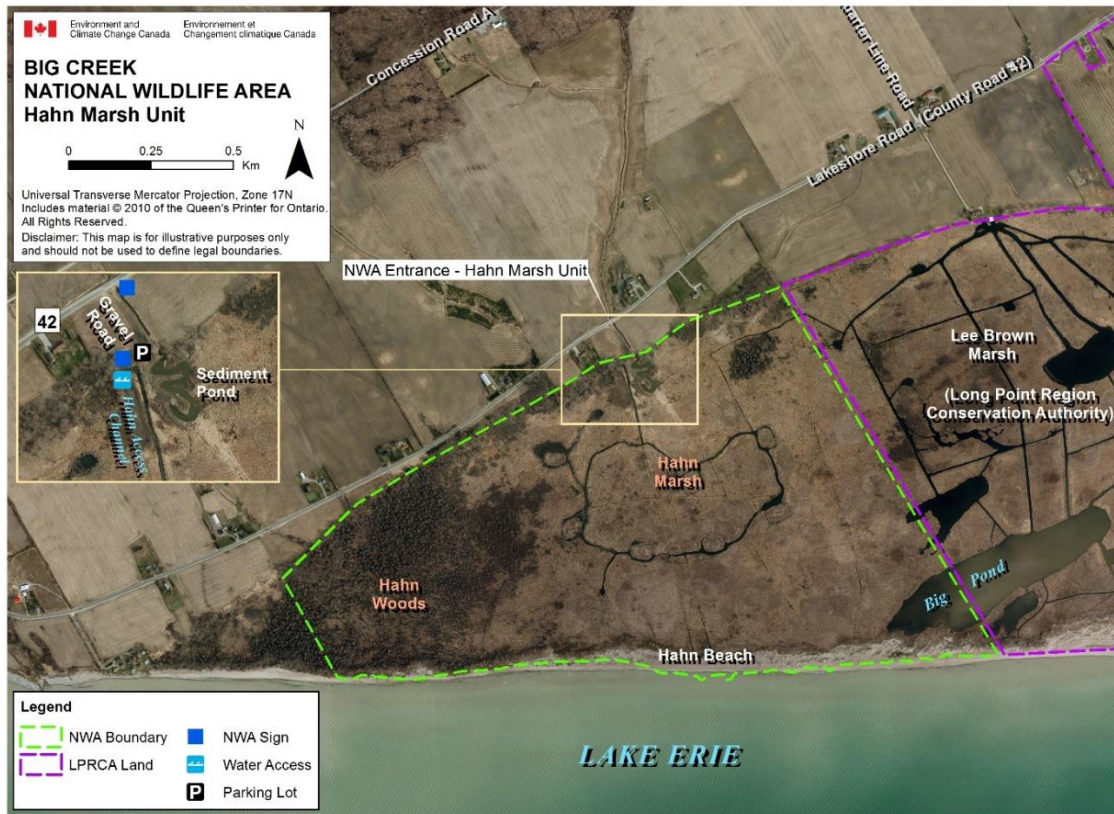 Environment and
Climate Change Canada
Environnement et
Changement climatique Canada
BIG CREEK
NATIONAL WILDLIFE AREA
Hahn Marsh Unit
N
0 0.25 0.5
Km
Universal Transverse Mercator Projection, Zone 17N
Includes material © 2010 of the Queen's Printer for Ontario.
All Rights Reserved.
Disclaimer: This map is for illustrative purposes only
and should not be used to define legal boundaries.
Concession Road A
Quarter Line Road
Lakeshore Road (County Road 42)
NWA Entrance - Hahn Marsh Unit
42
Gravel
Road
P
Sediment
Pond
Hahn Access
Channel
Lee Brown
Marsh
(Long Point Region
Conservation Authority)
Hahn
Marsh
Hahn
Woods
Big Pond
Hahn Beach
LAKE ERIE
Legend
NWA Boundary
LPRCA Land
NWA Sign
Water Access
P Parking Lot